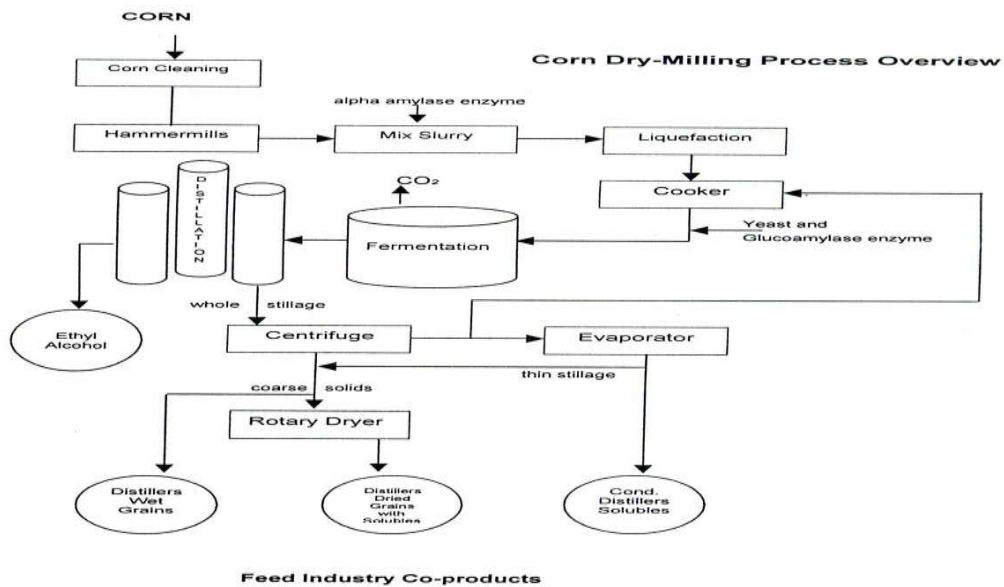 CORN
Corn Dry-Milling Process Overview
Corn Cleaning
alpha amylase enzyme
Hammermills
Mix Slurry
Liquefaction
DISTILLATION
CO₂
Cooker
Yeast and
Glucoamylase enzyme
Fermentation
whole stillage
Ethyl
Alcohol
Centrifuge
Evaporator
thin stillage
coarse solids
Rotary Dryer
Distillers
Wet
Grains
Distillers
Dried
Grains
with
Solubles
Cond.
Distillers
Solubles
Feed Industry Co-products